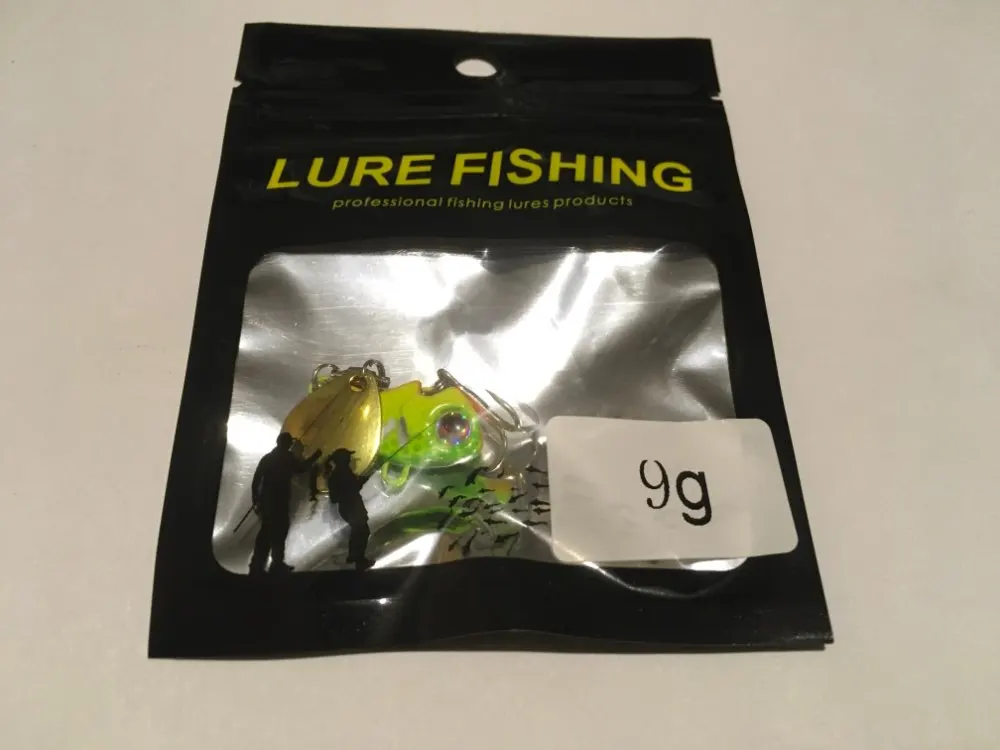 LURE FISHING
professional fishing lures products
9g